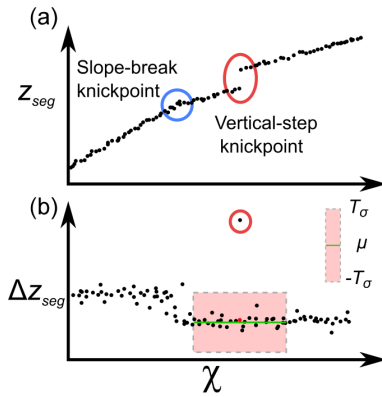 (a)
Slope-break
knickpoint
z_seg
Vertical-step
knickpoint
(b)
T_σ
μ
-T_σ
Δz_seg
χ